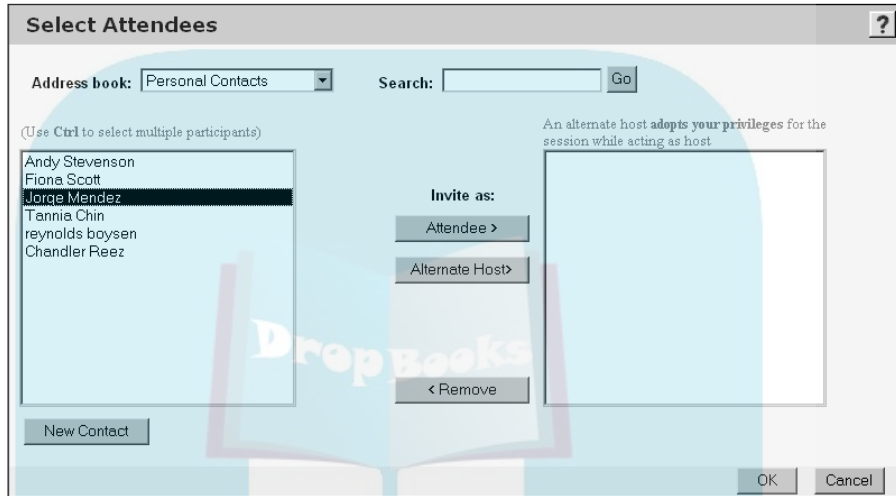 Select Attendees
?
Address book: Personal Contacts
Search: Go
(Use Ctrl to select multiple participants)
An alternate host adopts your privileges for the
session while acting as host
Andy Stevenson
Fiona Scott
Jorge Mendez
Tannia Chin
reynolds boysen
Chandler Reez
Invite as:
Attendee >
Alternate Host>
< Remove
DropBooks
New Contact
OK Cancel